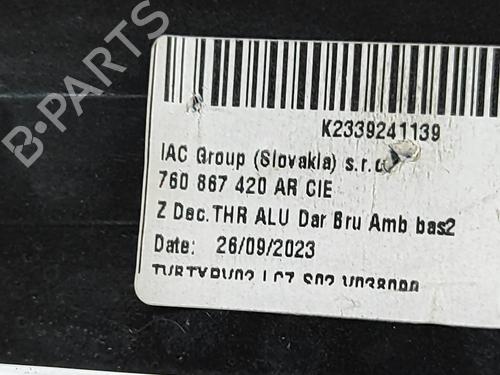 K2339241139
IAC Group (Slovakia) s.r.o
760 867 420 AR CIE
Z Dec.THR ALU Dar Bru Amb bas2
Date: 26/09/2023
B-PARTS